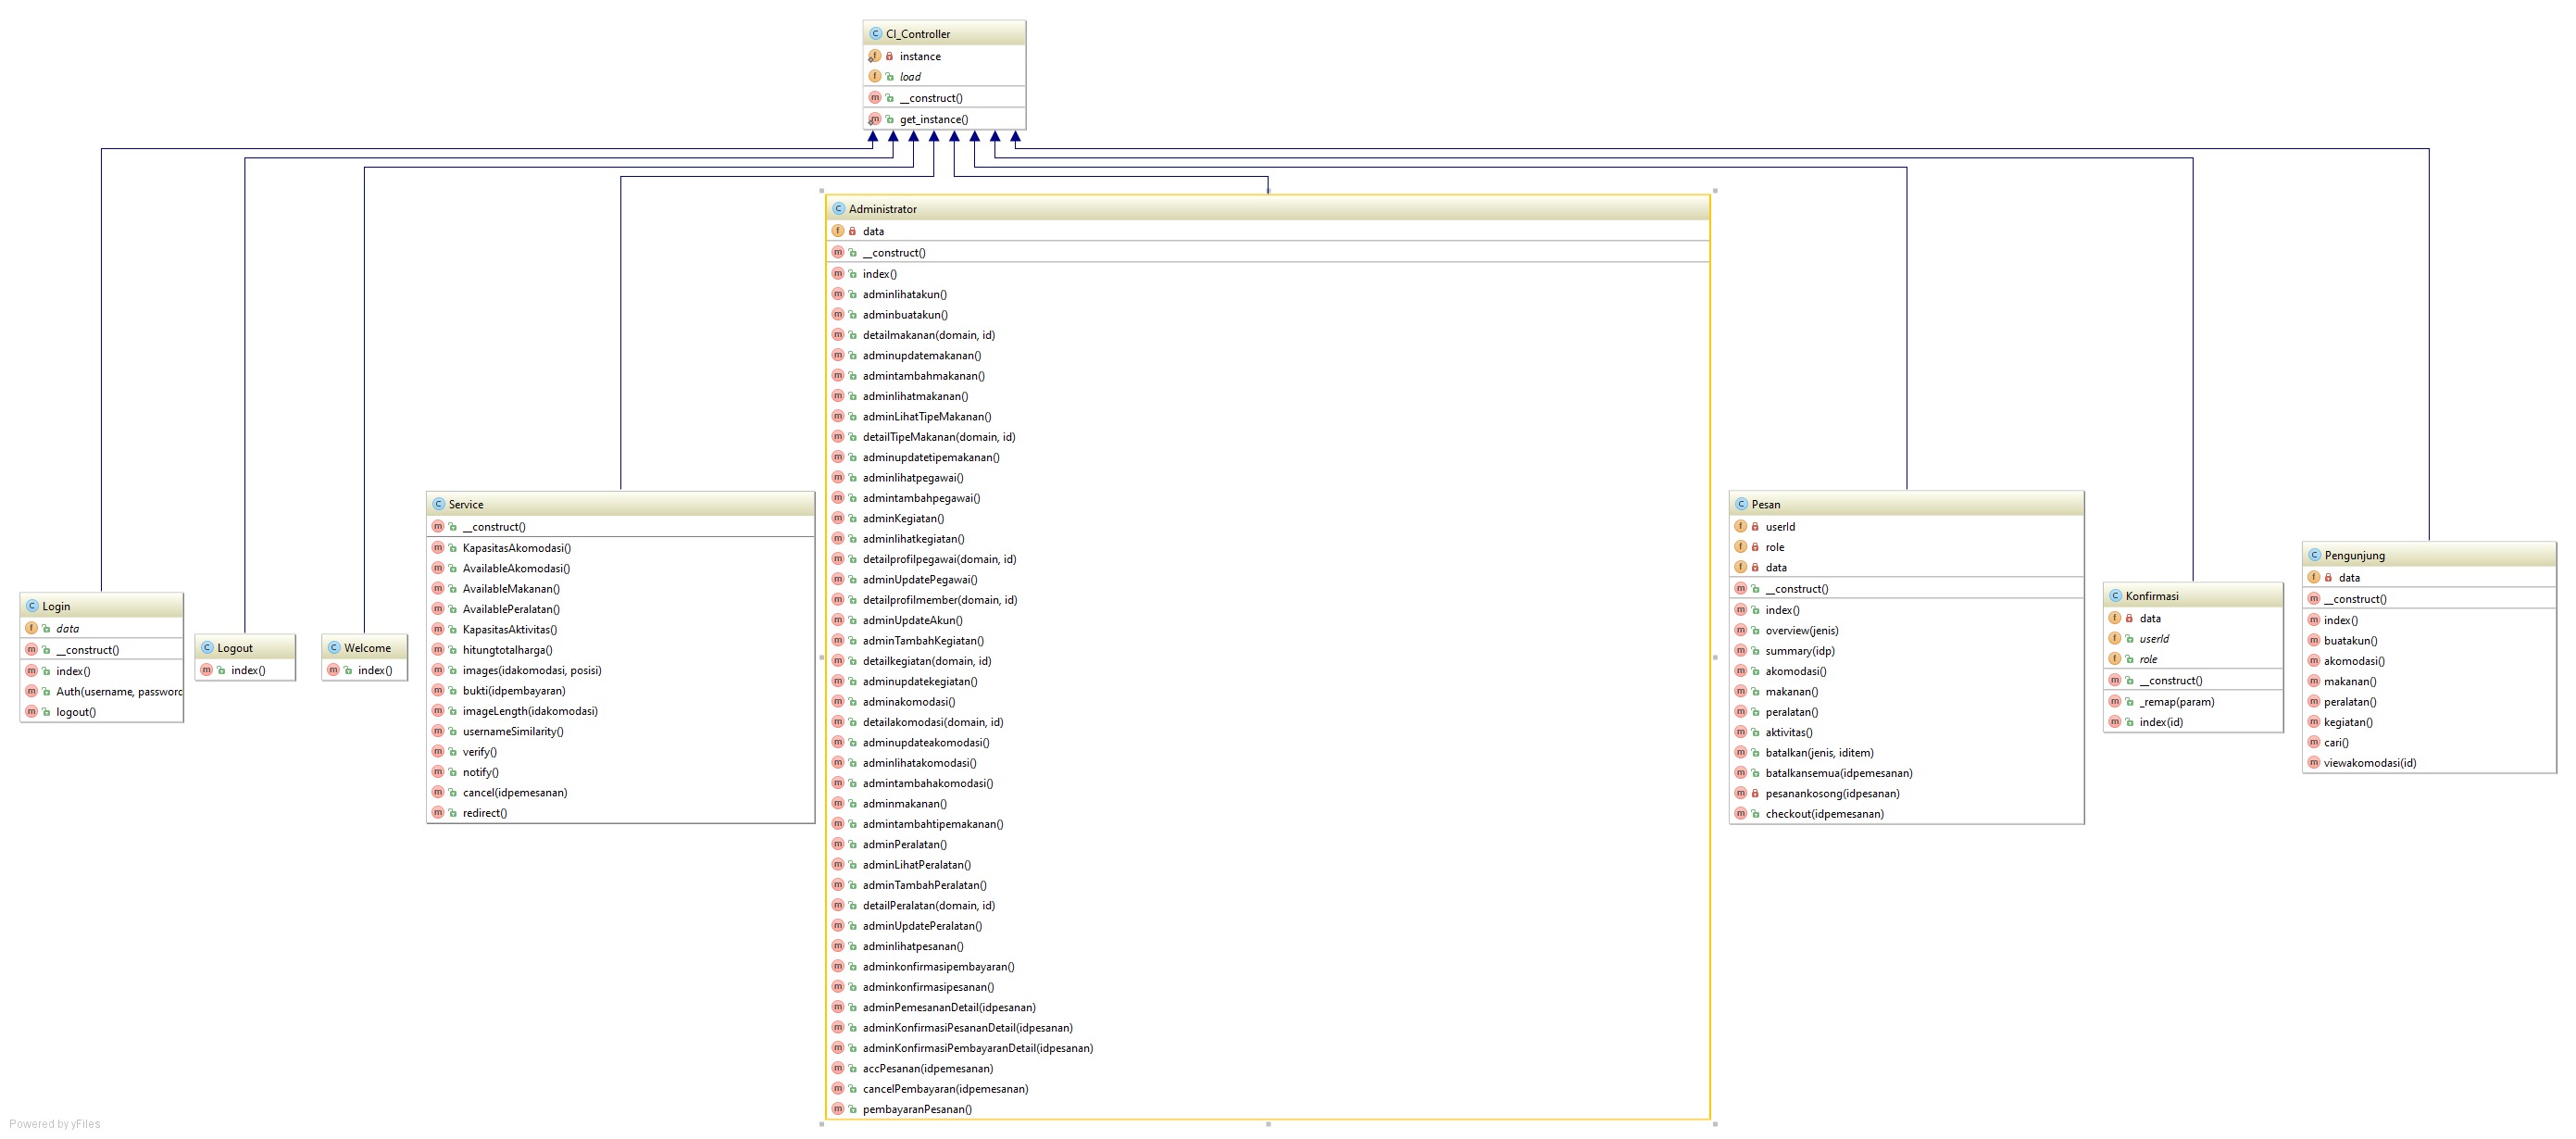 CI_Controller
instance
load
__construct()
get_instance()
Administrator
data
__construct()
index()
adminlihatakun()
adminbuatakun()
detailmakanan(domain, id)
adminupdatemakanan()
admintambahmakanan()
adminlihatmakanan()
adminLihatTipeMakanan()
detailTipeMakanan(domain, id)
adminupdatetipemakanan()
adminlihatpegawai()
admintambahpegawai()
adminKegiatan()
adminlihatkegiatan()
detailprofilpegawai(domain, id)
adminUpdatePegawai()
detailprofilmember(domain, id)
adminUpdateAkun()
adminTambahKegiatan()
detailkegiatan(domain, id)
adminupdatekegiatan()
adminakomodasi()
detailakomodasi(domain, id)
adminupdateakomodasi()
adminlihatakomodasi()
admintambahakomodasi()
adminmakanan()
admintambahtipemakanan()
adminPeralatan()
adminLihatPeralatan()
adminTambahPeralatan()
detailPeralatan(domain, id)
adminUpdatePeralatan()
adminlihatpesanan()
adminkonfirmasipembayaran()
adminkonfirmasipesanan()
adminPemesananDetail(idpesanan)
adminKonfirmasiPesananDetail(idpesanan)
adminKonfirmasiPembayaranDetail(idpesanan)
accPesanan(idpemesanan)
cancelPembayaran(idpemesanan)
pembayaranPesanan()
Login
data
__construct()
index()
Auth(username, password
logout()
Logout
index()
Welcome
index()
Service
__construct()
KapasitasAkomodasi()
AvailableAkomodasi()
AvailableMakanan()
AvailablePeralatan()
KapasitasAktivitas()
hitungtotalharga()
images(idakomodasi, posisi)
bukti(idpembayaran)
imageLength(idakomodasi)
usernameSimilarity()
verify()
notify()
cancel(idpemesanan)
redirect()
Pesan
userId
role
data
__construct()
index()
overview(jenis)
summary(idp)
akomodasi()
makanan()
peralatan()
aktivitas()
batalkan(jenis, iditem)
batalkansemua(idpemesanan)
pesanankosong(idpesanan)
checkout(idpemesanan)
Konfirmasi
data
userId
role
__construct()
_remap(param)
index(id)
Pengunjung
data
__construct()
index()
buatakun()
akomodasi()
makanan()
peralatan()
kegiatan()
cari()
viewakomodasi(id)
Powered by yFiles